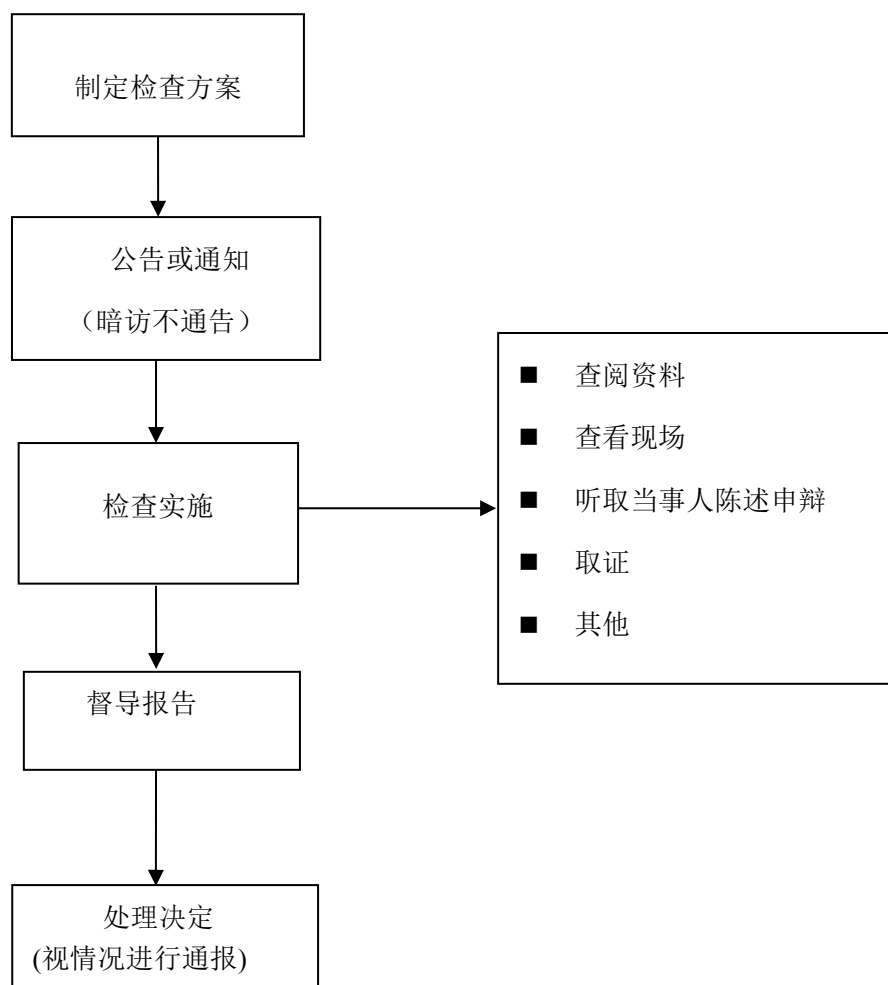 制定检查方案
公告或通知
（暗访不通告）
检查实施
■ 查阅资料
■ 查看现场
■ 听取当事人陈述申辩
■ 取证
■ 其他
督导报告
处理决定
(视情况进行通报)